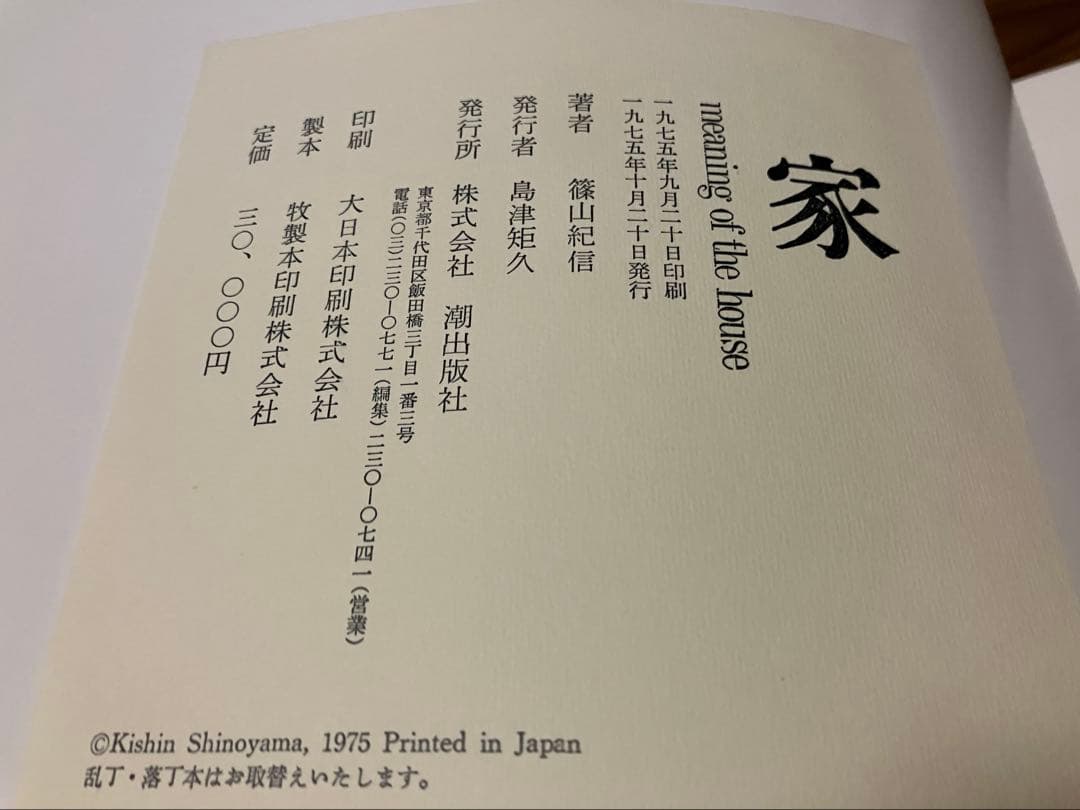 家
meaning of the house
一九七五年九月二十日印刷
一九七五年十月二十日発行
著者　篠山紀信
発行者　島津矩久
発行所　株式会社　潮出版社
東京都千代田区飯田橋三丁目一番三号
電話(〇三)二三〇―〇七七一(編集)二三〇―〇七四一(営業)
印刷　大日本印刷株式会社
製本　牧製本印刷株式会社
定価　三〇、〇〇〇円
©Kishin Shinoyama, 1975 Printed in Japan
乱丁・落丁本はお取替えいたします。